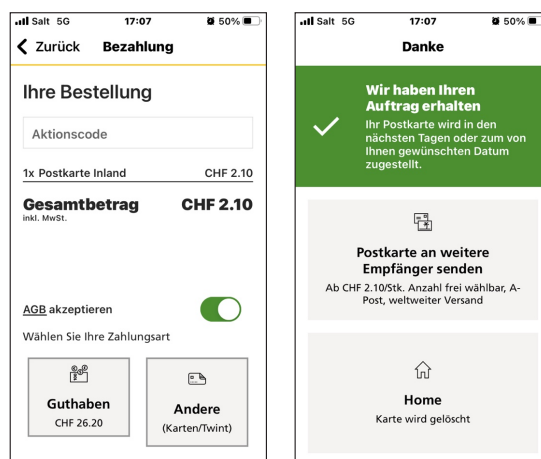 Salt 5G 17:07 50%
Zurück Bezahlung
Ihre Bestellung
Aktionscode
1x Postkarte Inland CHF 2.10
Gesamtbetrag CHF 2.10
inkl. MwSt.
AGB akzeptieren
Wählen Sie Ihre Zahlungsart
Guthaben
CHF 26.20
Andere
(Karten/Twint)
Salt 5G 17:07 50%
Danke
Wir haben Ihren
Auftrag erhalten
Ihr Postkarte wird in den
nächsten Tagen oder zum von
Ihnen gewünschten Datum
zugestellt.
Postkarte an weitere
Empfänger senden
Ab CHF 2.10/Stk. Anzahl frei wählbar, A-
Post, weltweiter Versand
Home
Karte wird gelöscht